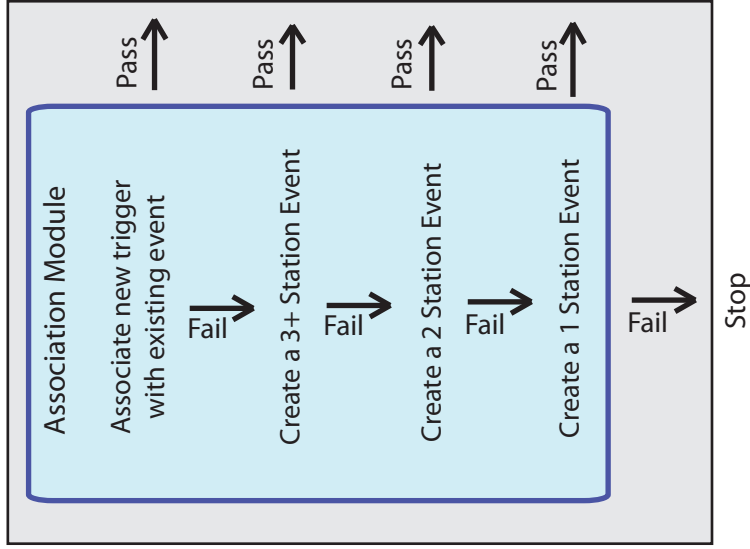 Association Module
Associate new trigger
with existing event
Pass
Fail
Create a 3+ Station Event
Pass
Fail
Create a 2 Station Event
Pass
Fail
Create a 1 Station Event
Pass
Fail
Stop